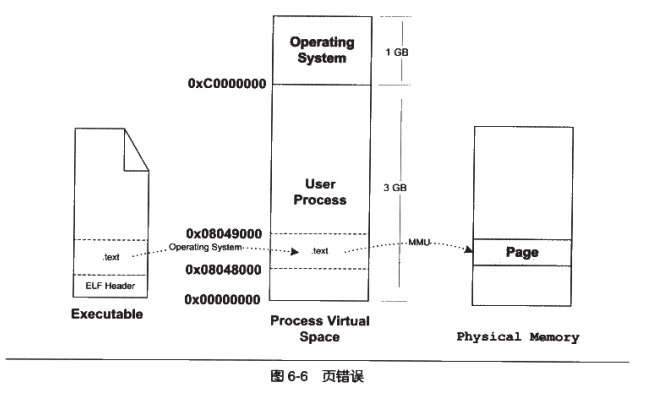 Operating
System
1 GB
0xC0000000
User
Process
3 GB
0x08049000
.text
Operating System
.text
MMU
Page
0x08048000
ELF Header
0x00000000
Executable
Process Virtual
Space
Physical Memory
图 6-6 页错误